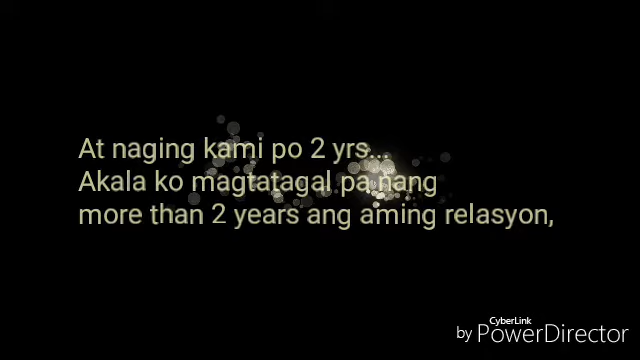 At naging kami po 2 yrs...
Akala ko magtatagal pa nang
more than 2 years ang aming relasyon,
CyberLink
by PowerDirector